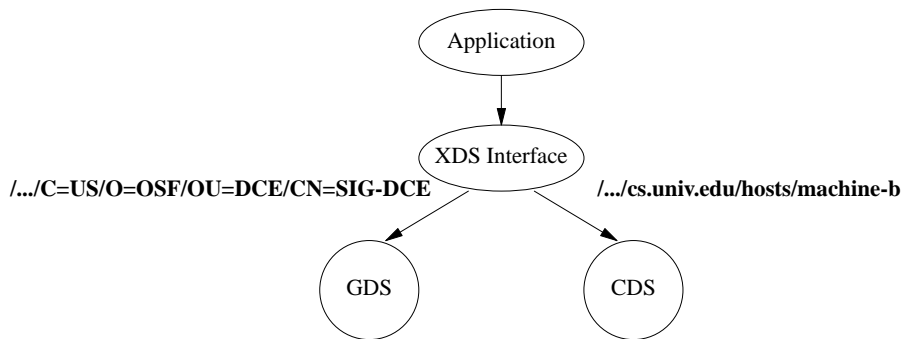 Application
XDS Interface
/.../C=US/O=OSF/OU=DCE/CN=SIG-DCE
/.../cs.univ.edu/hosts/machine-b
GDS
CDS